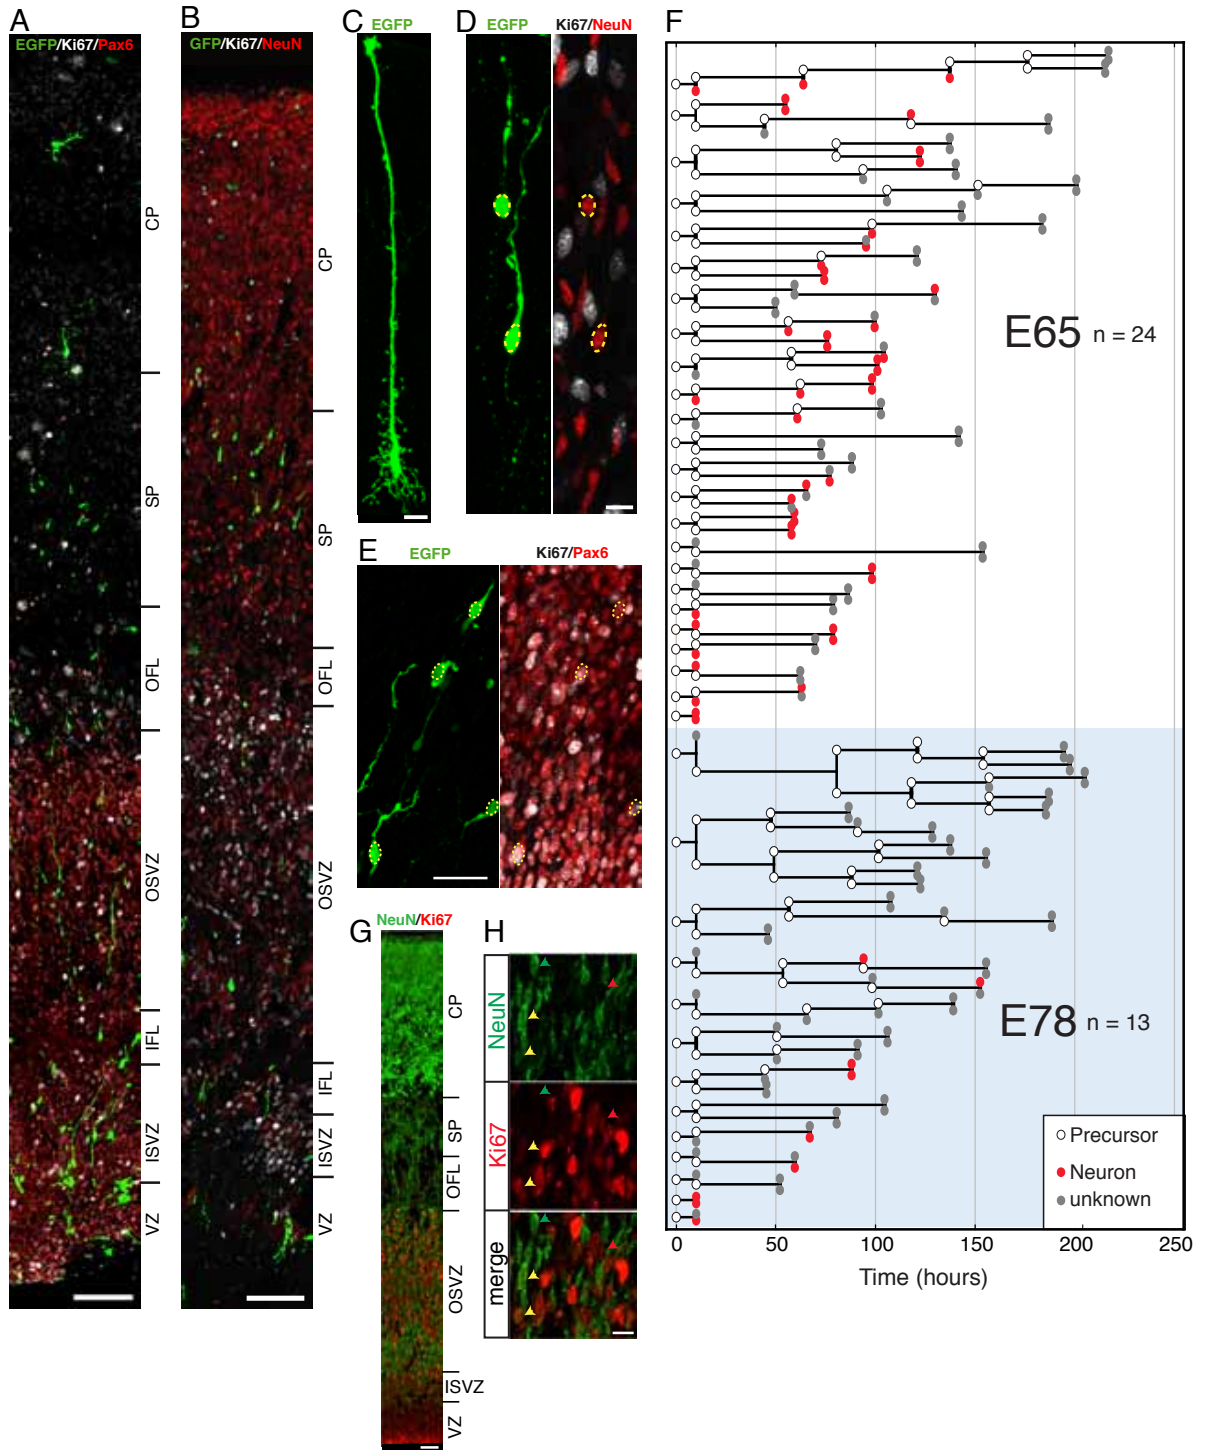 A
EGFP/Ki67/Pax6
CP
SP
OFL
OSVZ
IFL
ISVZ
VZ
B
GFP/Ki67/NeuN
CP
SP
OFL
OSVZ
IFL
ISVZ
VZ
C
EGFP
D
EGFP
Ki67/NeuN
E
EGFP
Ki67/Pax6
F
E65 n = 24
E78 n = 13
Precursor
Neuron
unknown
0 50 100 150 200 250
Time (hours)
G
NeuN/Ki67
CP
SP
OFL
OSVZ
ISVZ
VZ
H
NeuN
Ki67
merge